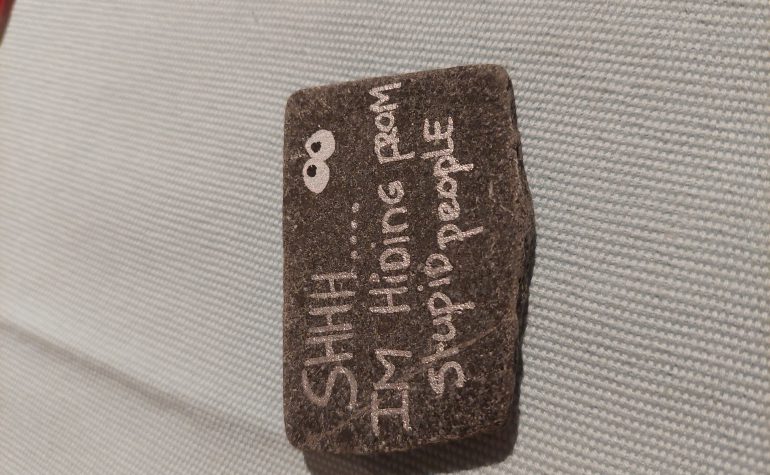 SHHH....
IM HiDiNG FROM
StupiD peopLE